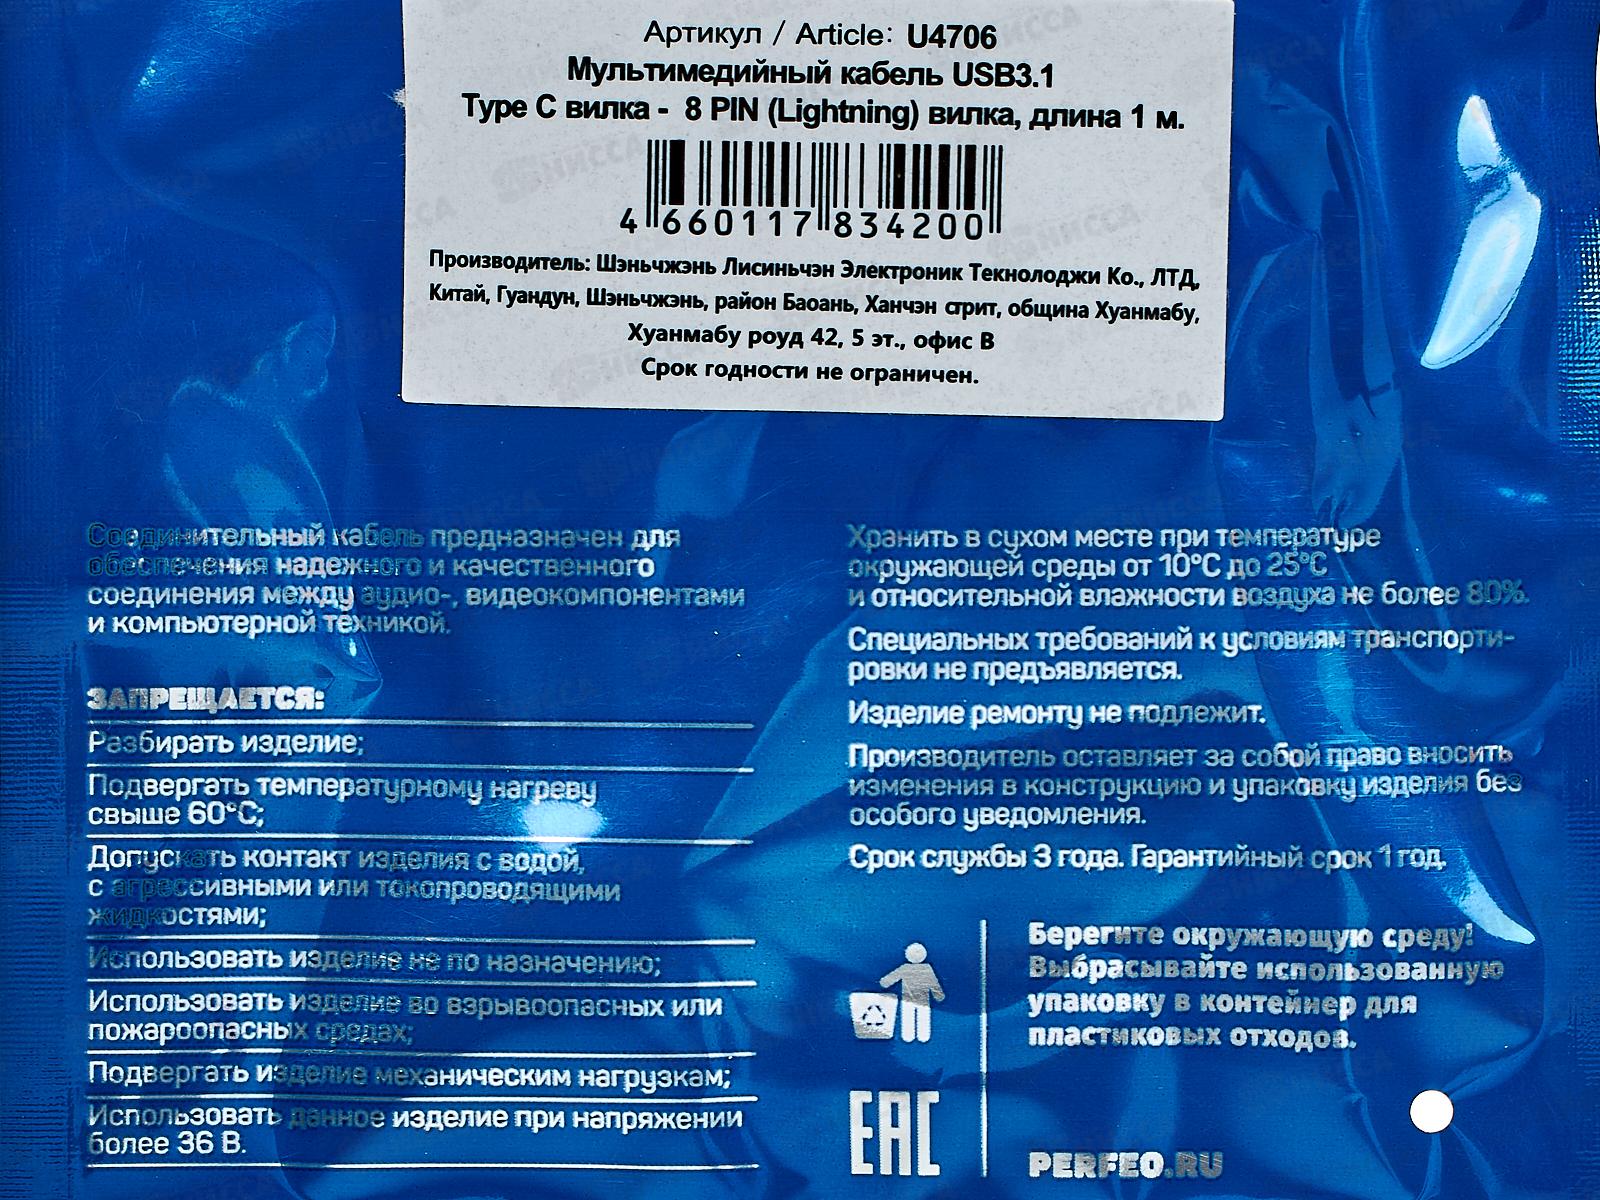 Артикул / Article: U4706
Мультимедийный кабель USB3.1
Type C вилка - 8 PIN (Lightning) вилка, длина 1 м.
4 660117 834200
Производитель: Шэньчжэнь Лисиньчэн Электроник Текнолоджи Ко., ЛТД,
Китай, Гуандун, Шэньчжэнь, район Баоань, Ханчэн стрит, община Хуанмабу,
Хуанмабу роуд 42, 5 эт., офис B
Срок годности не ограничен.
Соединительный кабель предназначен для
обеспечения надежного и качественного
соединения между аудио-, видеокомпонентами
и компьютерной техникой.
ЗАПРЕЩАЕТСЯ:
Разбирать изделие;
Подвергать температурному нагреву
свыше 60°C;
Допускать контакт изделия с водой,
с агрессивными или токопроводящими
жидкостями;
Использовать изделие не по назначению;
Использовать изделие во взрывоопасных или
пожароопасных средах;
Подвергать изделие механическим нагрузкам;
Использовать данное изделие при напряжении
более 36 В.
Хранить в сухом месте при температуре
окружающей среды от 10°C до 25°C
и относительной влажности воздуха не более 80%.
Специальных требований к условиям транспорти-
ровки не предъявляется.
Изделие ремонту не подлежит.
Производитель оставляет за собой право вносить
изменения в конструкцию и упаковку изделия без
особого уведомления.
Срок службы 3 года. Гарантийный срок 1 год.
Берегите окружающую среду!
Выбрасывайте использованную
упаковку в контейнер для
пластиковых отходов.
EAC
PERFEO.RU